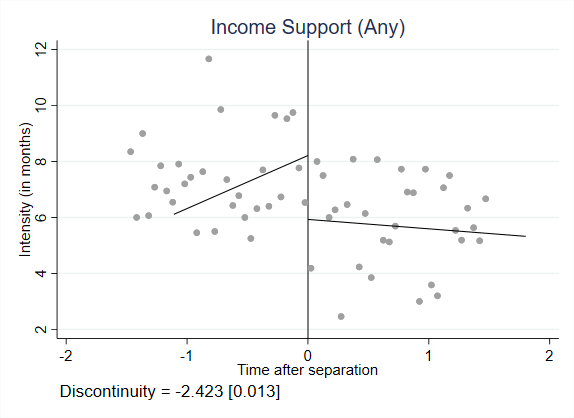 Income Support (Any)
Intensity (in months)
12
10
8
6
4
2
-2
-1
0
1
2
Time after separation
Discontinuity = -2.423 [0.013]